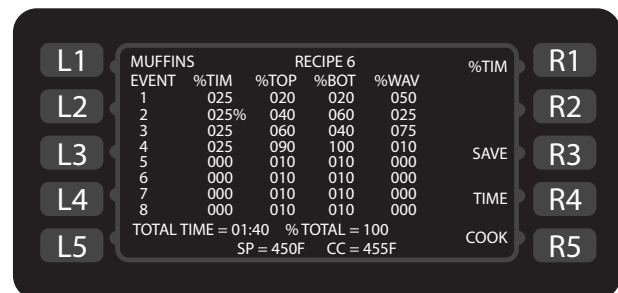 L1 MUFFINS RECIPE 6 %TIM R1
EVENT %TIM %TOP %BOT %WAV
1 025 020 020 050
L2 2 025% 040 060 025 R2
3 025 060 040 075
L3 4 025 090 100 010 SAVE R3
5 000 010 010 000
6 000 010 010 000
L4 7 000 010 010 000 TIME R4
8 000 010 010 000
TOTAL TIME = 01:40 % TOTAL = 100
L5 SP = 450F CC = 455F COOK R5